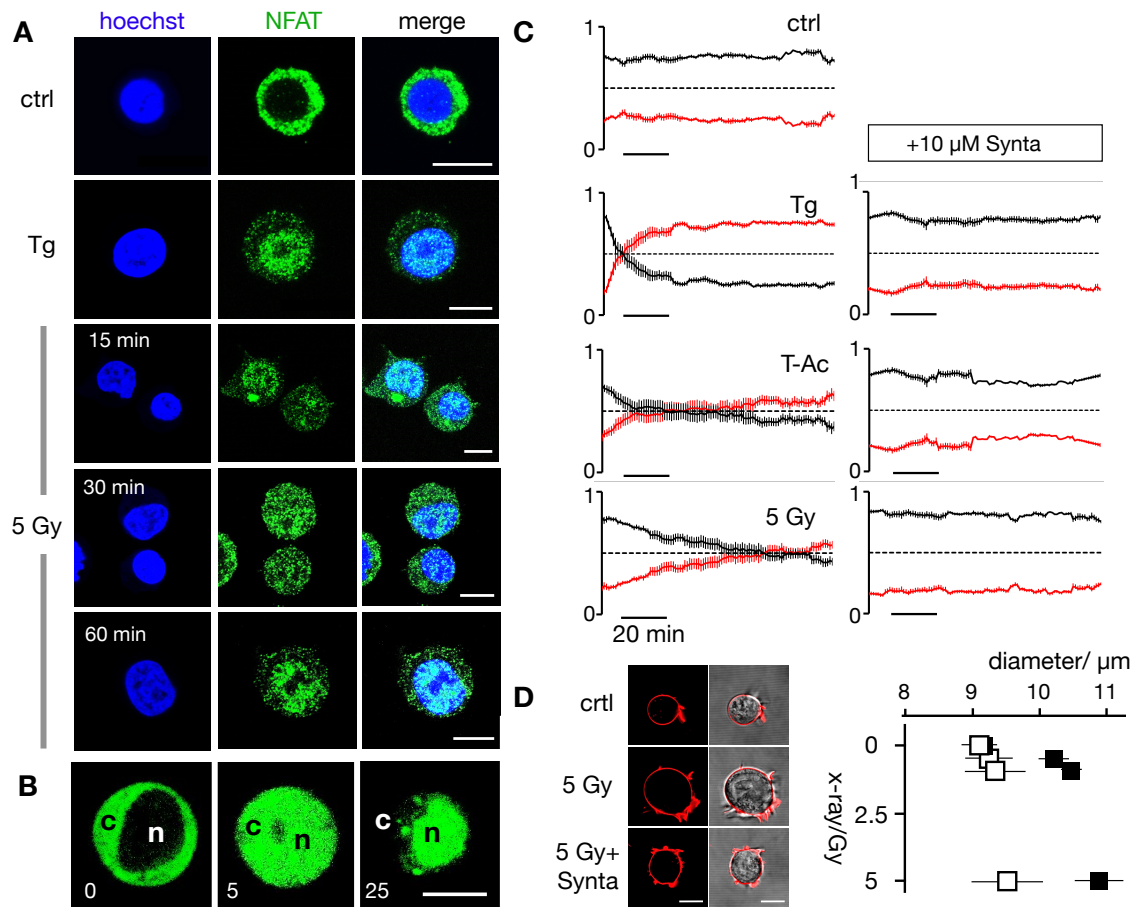 A
hoechst
NFAT
merge
ctrl
Tg
15 min
30 min
5 Gy
60 min
B
c
n
0
c
n
5
c
n
25
C
1
ctrl
0
+10 µM Synta
1
Tg
0
1
0
1
T-Ac
0
1
0
1
5 Gy
0
20 min
1
0
D
crtl
5 Gy
5 Gy+
Synta
diameter/ µm
8
9
10
11
0
2.5
5
x-ray/Gy